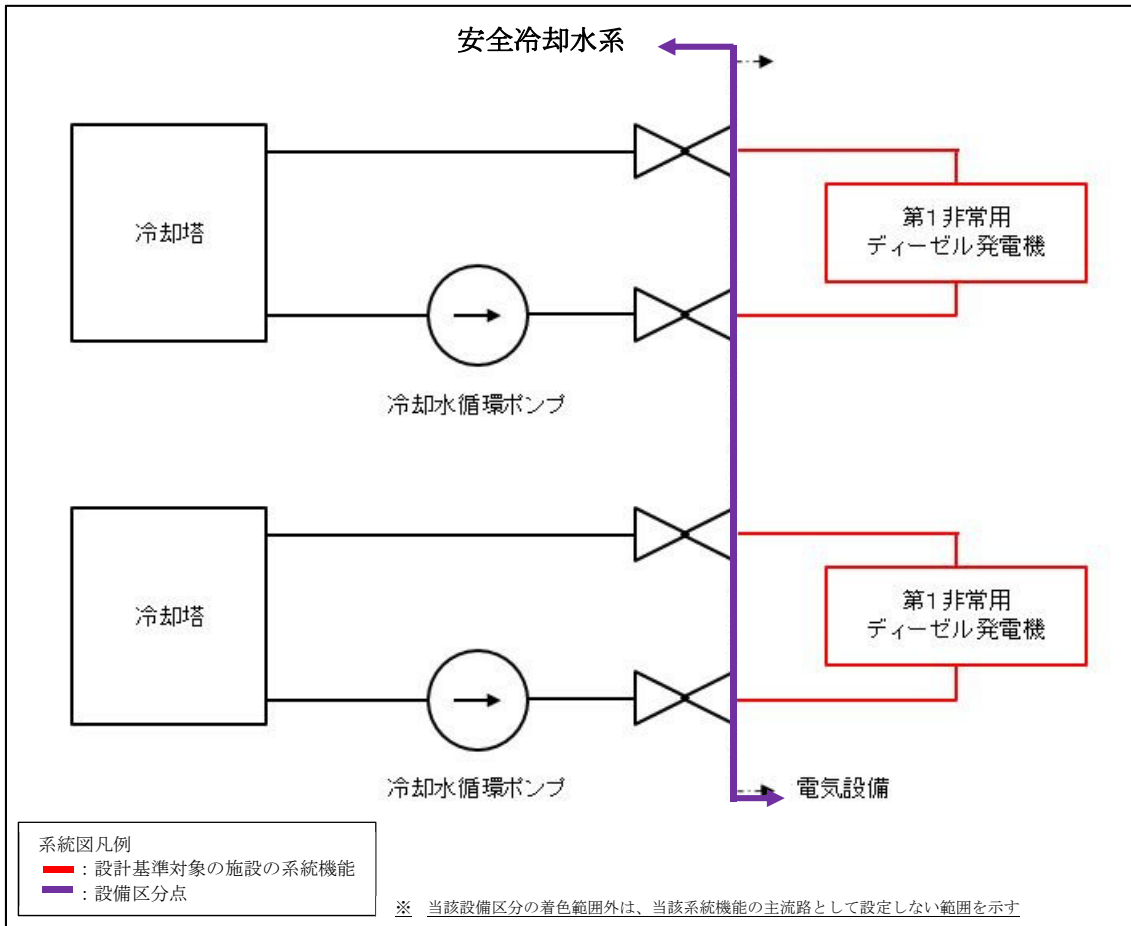 安全冷却水系
冷却塔
第1非常用
ディーゼル発電機
冷却水循環ポンプ
冷却塔
第1非常用
ディーゼル発電機
冷却水循環ポンプ
電気設備
系統図凡例
：設計基準対象の施設の系統機能
：設備区分点
※　当該設備区分の着色範囲外は、当該系統機能の主流路として設定しない範囲を示す